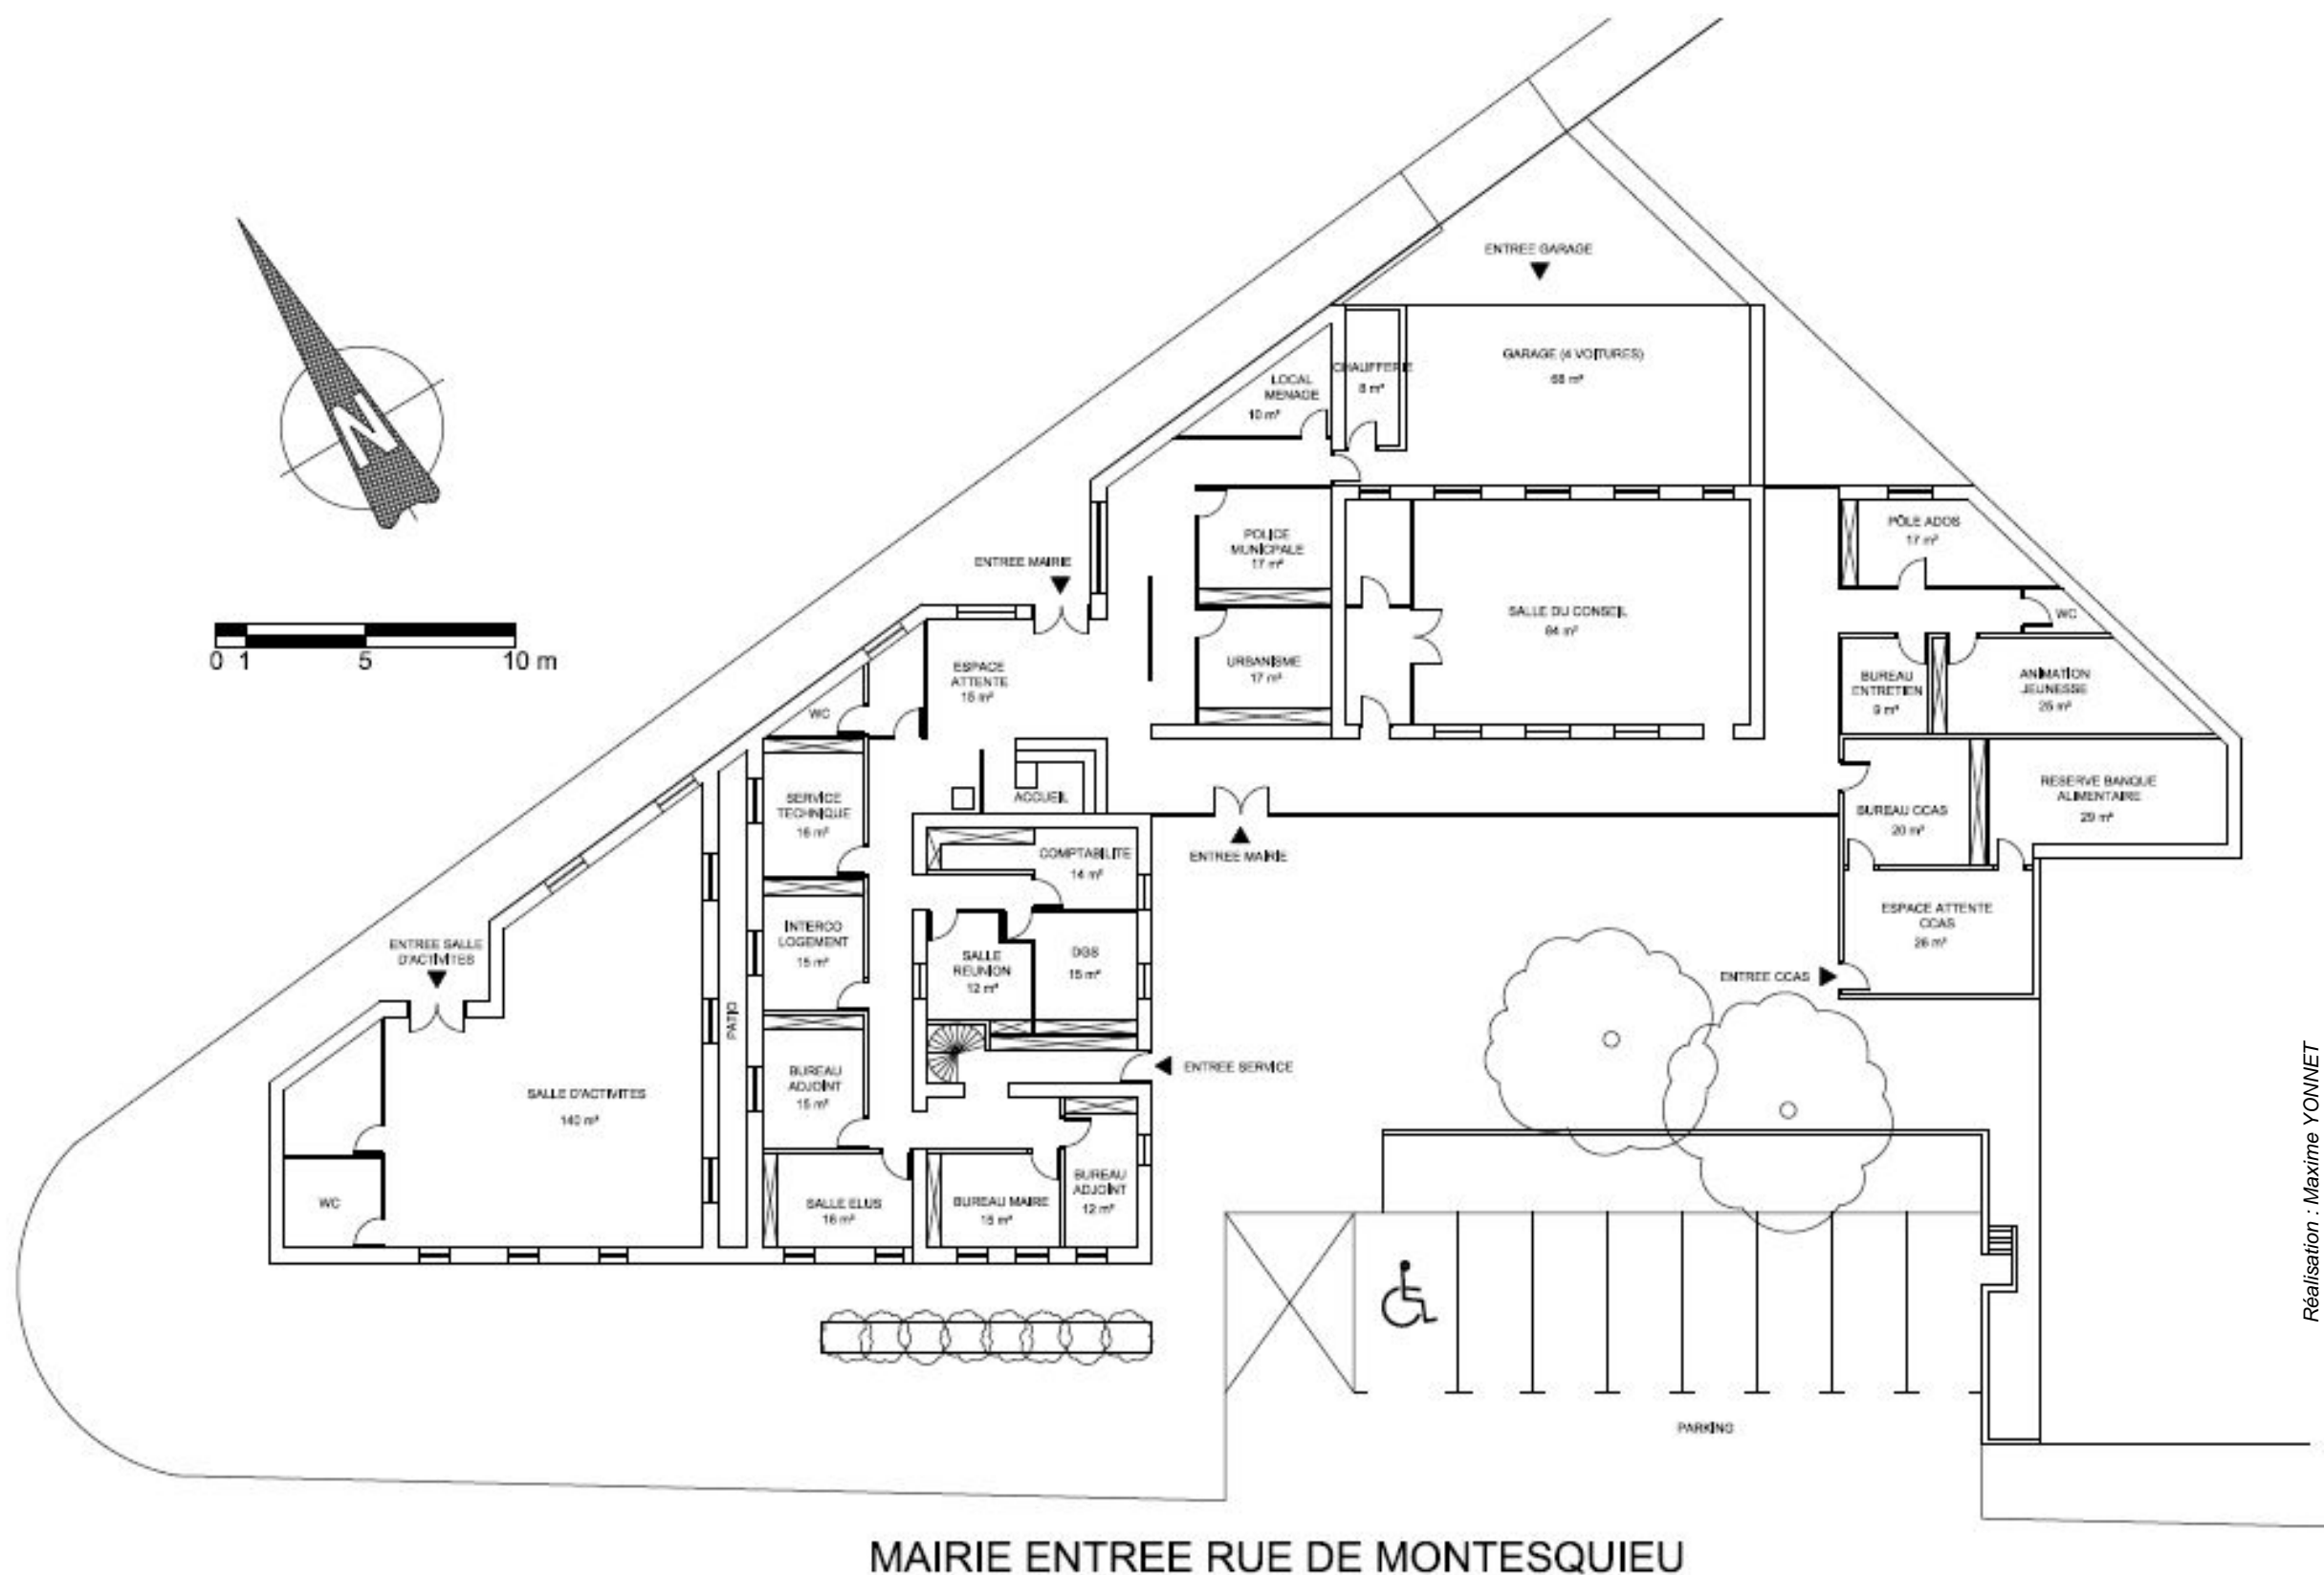 ENTREE GARAGE
GARAGE (4 VOITURES)
68 m²
CHAUFFERIE
8 m²
LOCAL
MENAGE
10 m²
N
POLICE
MUNICPALE
17 m²
PÔLE ADOS
17 m²
ENTREE MAIRIE
SALLE DU CONSEIL
84 m²
WC
0 1 5 10 m
ESPACE
ATTENTE
15 m²
URBANISME
17 m²
BUREAU
ENTRETIEN
9 m²
ANIMATION
JEUNESSE
25 m²
WC
SERVICE
TECHNIQUE
16 m²
ACCUEIL
BUREAU CCAS
20 m²
RESERVE BANQUE
ALIMENTAIRE
29 m²
COMPTABILITE
14 m²
ENTREE MAIRIE
ENTREE SALLE
D'ACTIVITES
INTERCO
LOGEMENT
15 m²
SALLE
REUNION
12 m²
DGS
15 m²
ESPACE ATTENTE
CCAS
26 m²
ENTREE CCAS
PATIO
SALLE D'ACTIVITES
140 m²
BUREAU
ADJOINT
15 m²
ENTREE SERVICE
WC
SALLE ELUS
16 m²
BUREAU MAIRE
15 m²
BUREAU
ADJOINT
12 m²
PARKING
Réalisation : Maxime YONNET
MAIRIE ENTREE RUE DE MONTESQUIEU